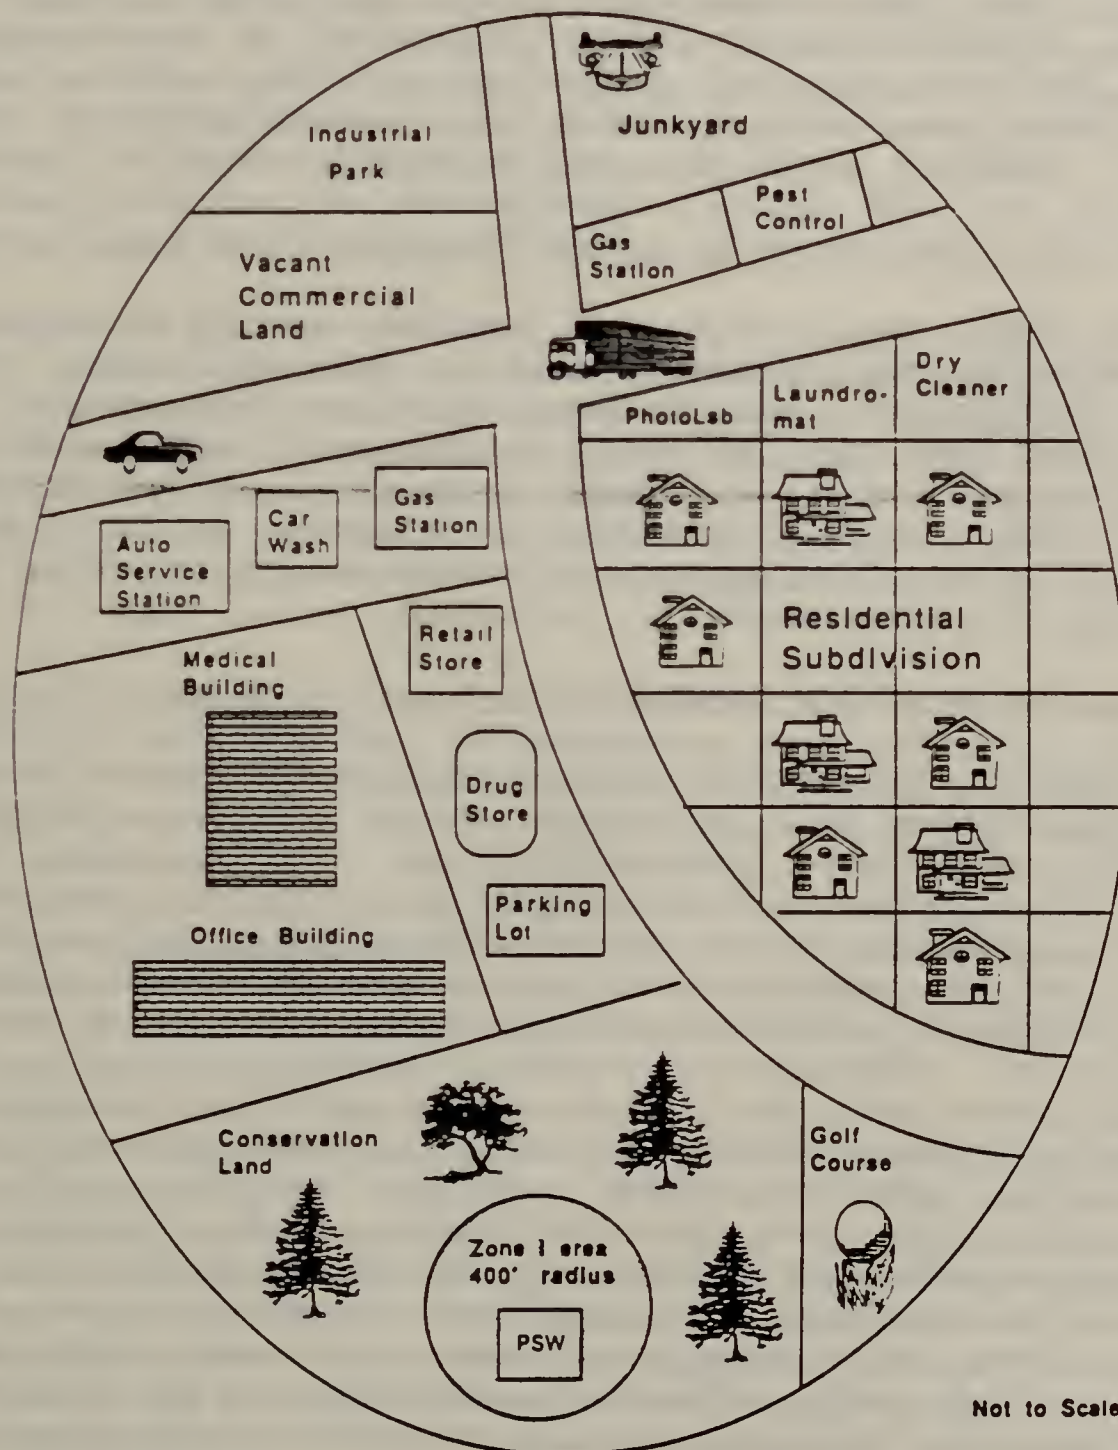 Industrial
Park
Junkyard
Pest
Control
Gas
Station
Vacant
Commercial
Land
Dry
Cleaner
Laundro-
mat
PhotoLab
Gas
Station
Car
Wash
Auto
Service
Station
Residential
Subdivision
Retail
Store
Medical
Building
Drug
Store
Parking
Lot
Office Building
Conservation
Land
Golf
Course
Zone I area
400' radius
PSW
Not to Scale